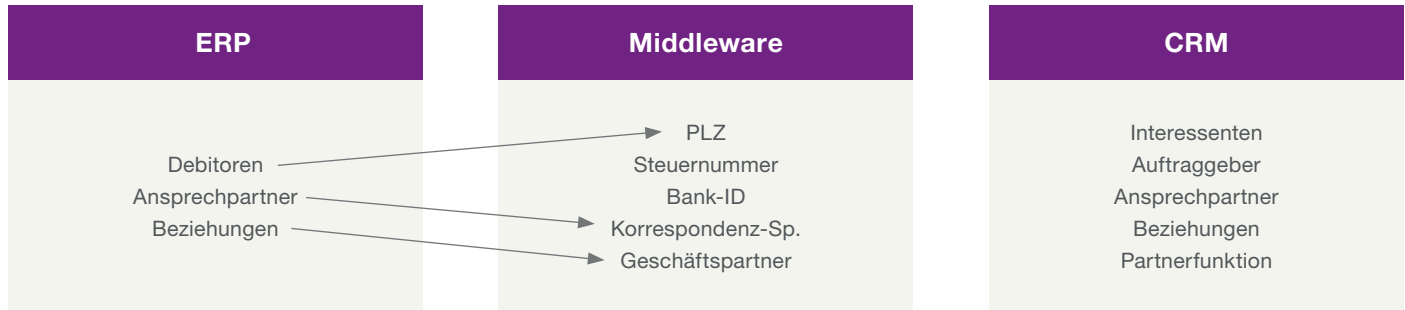 ERP
Debitoren
Ansprechpartner
Beziehungen
Middleware
PLZ
Steuernummer
Bank-ID
Korrespondenz-Sp.
Geschäftspartner
CRM
Interessenten
Auftraggeber
Ansprechpartner
Beziehungen
Partnerfunktion